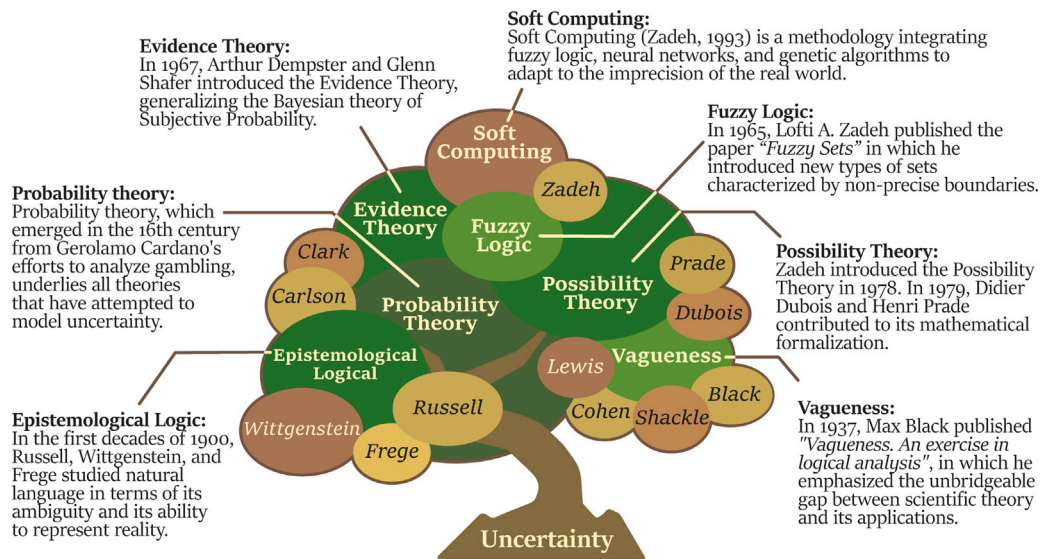 Soft Computing:
Soft Computing (Zadeh, 1993) is a methodology integrating
fuzzy logic, neural networks, and genetic algorithms to
adapt to the imprecision of the real world.
Evidence Theory:
In 1967, Arthur Dempster and Glenn
Shafer introduced the Evidence Theory,
generalizing the Bayesian theory of
Subjective Probability.
Fuzzy Logic:
In 1965, Lofti A. Zadeh published the
paper “Fuzzy Sets” in which he
introduced new types of sets
characterized by non-precise boundaries.
Probability theory:
Probability theory, which
emerged in the 16th century
from Gerolamo Cardano's
efforts to analyze gambling,
underlies all theories
that have attempted to
model uncertainty.
Possibility Theory:
Zadeh introduced the Possibility
Theory in 1978. In 1979, Didier
Dubois and Henri Prade
contributed to its mathematical
formalization.
Epistemological Logic:
In the first decades of 1900,
Russell, Wittgenstein, and
Frege studied natural
language in terms of its
ambiguity and its ability
to represent reality.
Vagueness:
In 1937, Max Black published
"Vagueness. An exercise in
logical analysis", in which he
emphasized the unbridgeable
gap between scientific theory
and its applications.
Soft
Computing
Zadeh
Evidence
Theory
Fuzzy
Logic
Clark
Carlson
Probability
Theory
Possibility
Theory
Prade
Dubois
Epistemological
Logical
Vagueness
Lewis
Black
Cohen
Shackle
Russell
Wittgenstein
Frege
Uncertainty